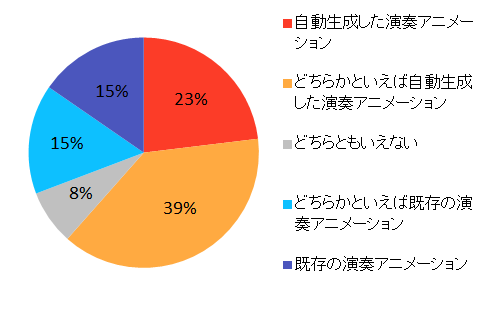 自動生成した演奏アニメー
ション
23%
15%
どちらかといえば自動生成
した演奏アニメーション
15%
どちらともいえない
8%
39%
どちらかといえば既存の演
奏アニメーション
既存の演奏アニメーション